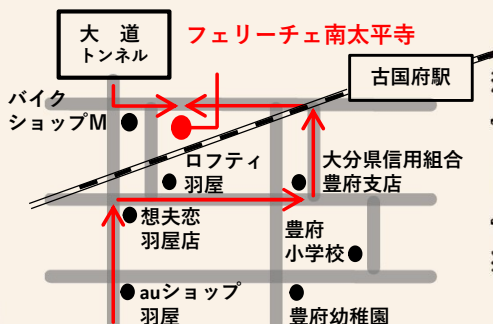 大　道
トンネル
フェリーチェ南太平寺
古国府駅
バイク
ショップM
ロフティ
羽屋
大分県信用組合
豊府支店
想夫恋
羽屋店
豊府
小学校
auショップ
羽屋
豊府幼稚園